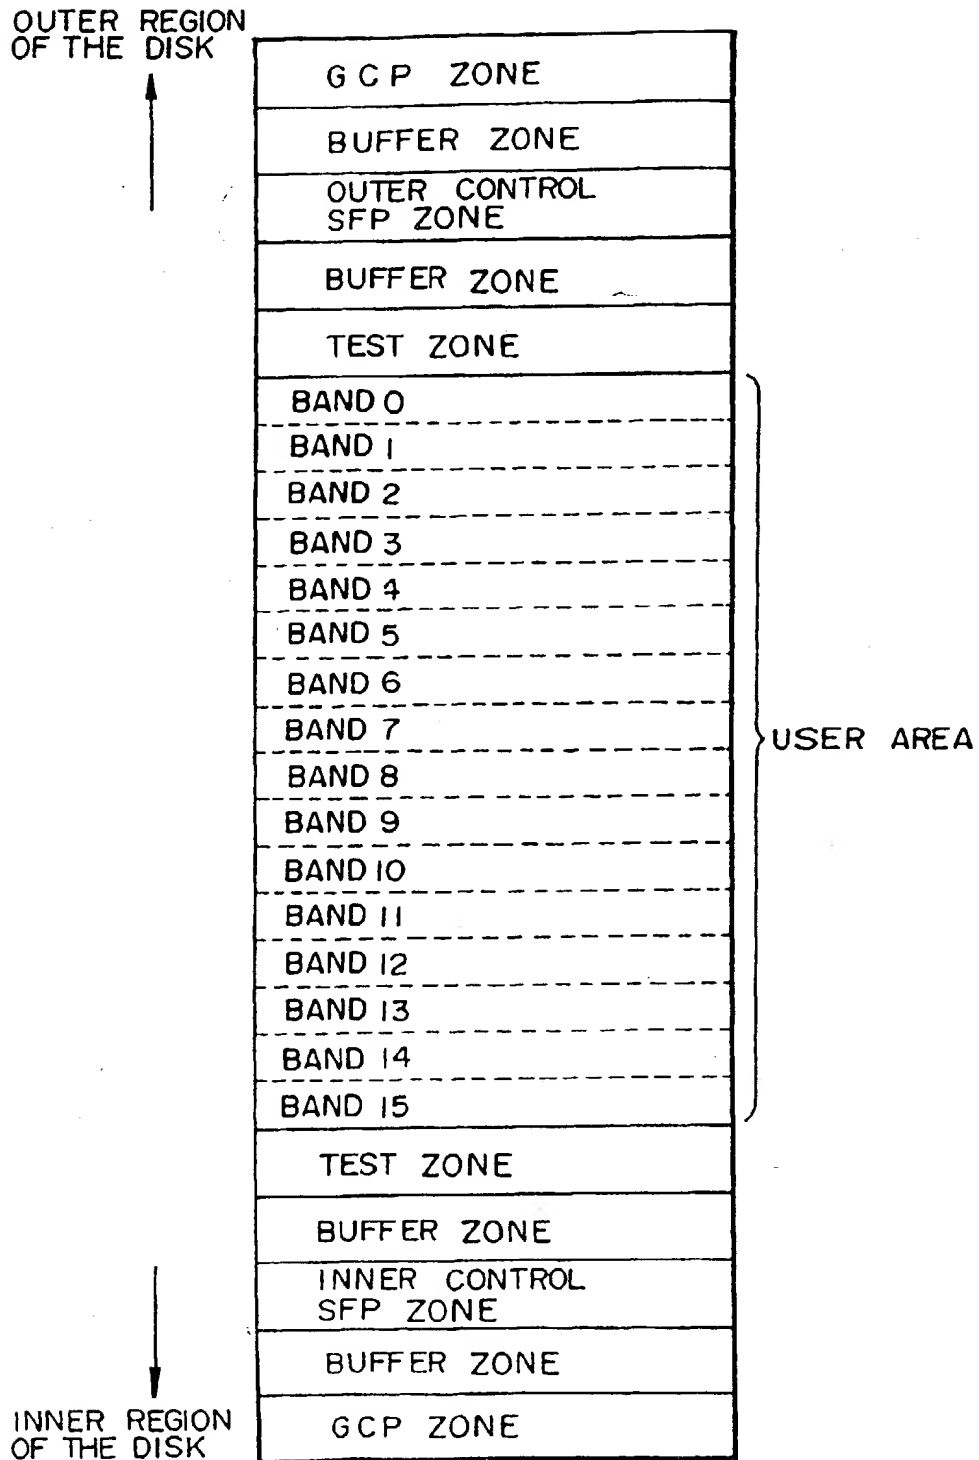 OUTER REGION
OF THE DISK
GCP ZONE
BUFFER ZONE
OUTER CONTROL
SFP ZONE
BUFFER ZONE
TEST ZONE
BAND 0
BAND 1
BAND 2
BAND 3
BAND 4
BAND 5
BAND 6
BAND 7
USER AREA
BAND 8
BAND 9
BAND 10
BAND 11
BAND 12
BAND 13
BAND 14
BAND 15
TEST ZONE
BUFFER ZONE
INNER CONTROL
SFP ZONE
BUFFER ZONE
INNER REGION
OF THE DISK
GCP ZONE